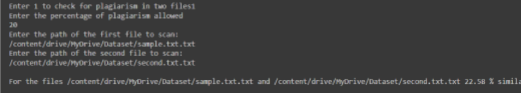 Enter 1 to check for plagiarism in two files1
Enter the percentage of plagiarism allowed
20
Enter the path of the first file to scan:
/content/drive/MyDrive/Dataset/sample.txt.txt
Enter the path of the second file to scan:
/content/drive/MyDrive/Dataset/second.txt.txt
For the files /content/drive/MyDrive/Dataset/sample.txt.txt and /content/drive/MyDrive/Dataset/second.txt.txt 22.58 % simila